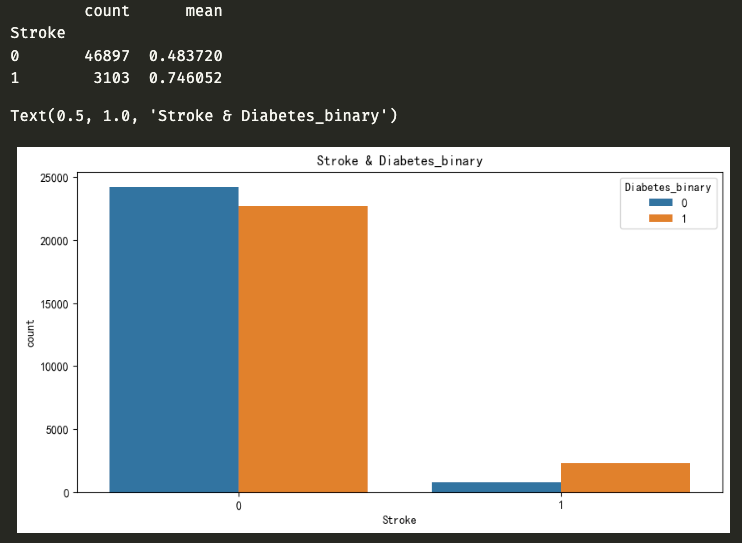 count mean
Stroke
0 46897 0.483720
1 3103 0.746052
Text(0.5, 1.0, 'Stroke & Diabetes_binary')
Stroke & Diabetes_binary
25000
20000
15000
10000
5000
0
count
Diabetes_binary
0
1
0 1
Stroke